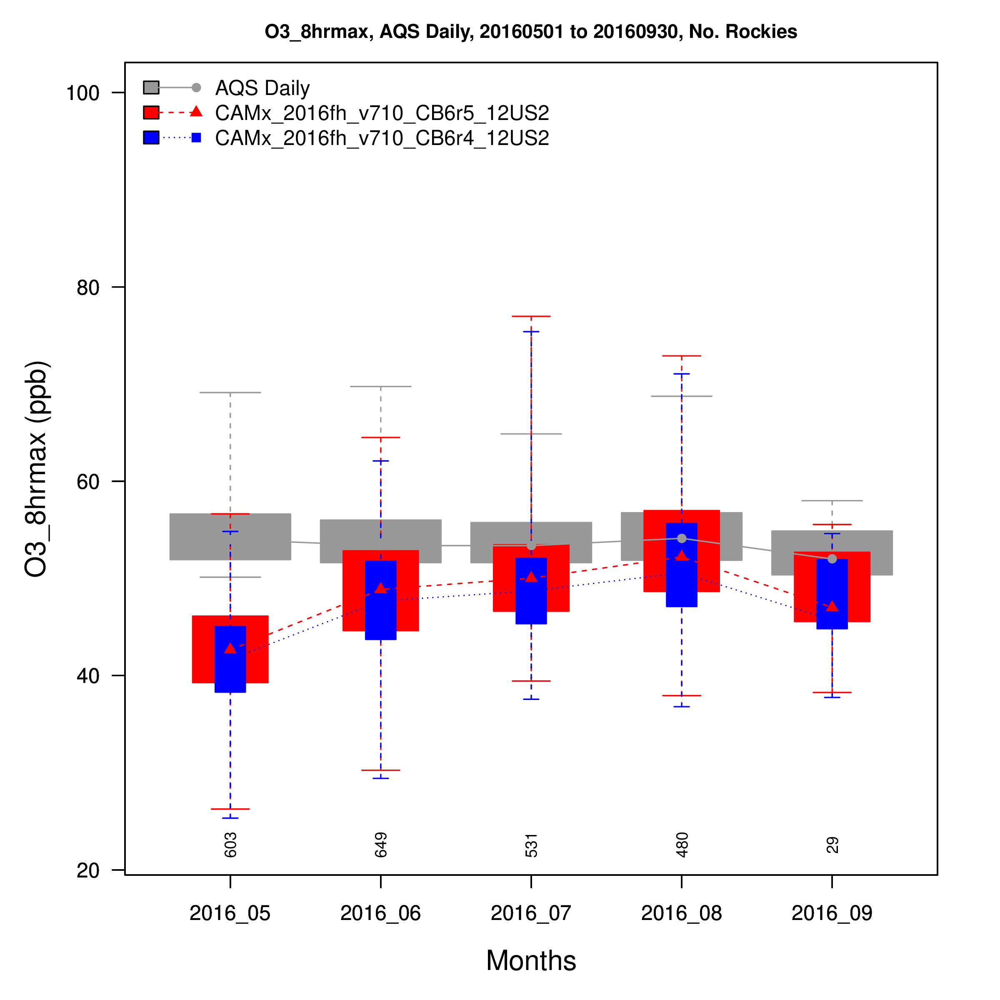 O3_8hrmax, AQS Daily, 20160501 to 20160930, No. Rockies
AQS Daily
CAMx_2016fh_v710_CB6r5_12US2
CAMx_2016fh_v710_CB6r4_12US2
100
80
60
40
20
O3_8hrmax (ppb)
603
649
531
480
29
2016_05
2016_06
2016_07
2016_08
2016_09
Months